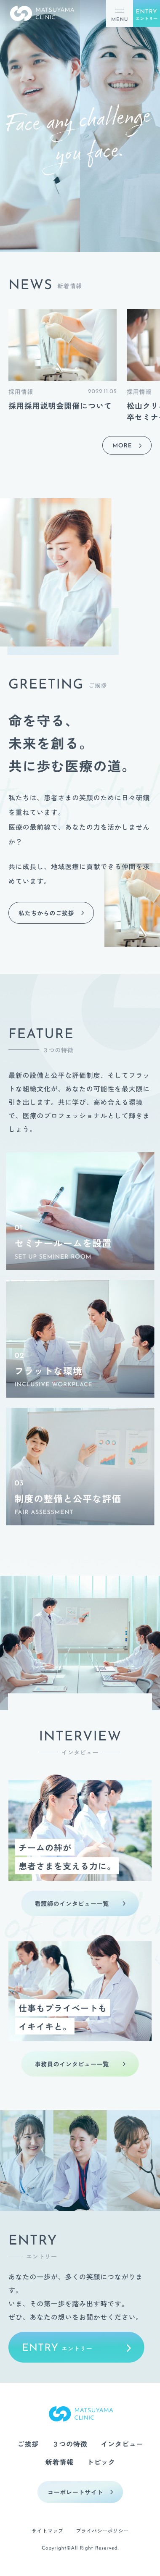 MATSUYAMA
CLINIC
MENU
ENTRY
エントリー
Face any change
you face.
NEWS 新着情報
採用情報 2022.11.05
採用採用説明会開催について
採用情報
松山クリ
卒セミナ
MORE
GREETING ご挨拶
命を守る、
未来を創る。
共に歩む医療の道。
私たちは、患者さまの笑顔のために日々研鑽
を重ねています。
医療の最前線で、あなたの力を活かしません
か？
共に成長し、地域医療に貢献できる仲間を求
めています。
私たちからのご挨拶
FEATURE
３つの特徴
最新の設備と公平な評価制度、そしてフラッ
トな組織文化が、あなたの可能性を最大限に
引き出します。共に学び、高め合える環境
で、医療のプロフェッショナルとして輝きま
しょう。
01
セミナールームを設置
SET UP SEMINER ROOM
02
フラットな環境
INCLUSIVE WORKPLACE
03
制度の整備と公平な評価
FAIR ASSESSMENT
INTERVIEW
インタビュー
チームの絆が
患者さまを支える力に。
看護師のインタビュー一覧
仕事もプライベートも
イキイキと。
事務員のインタビュー一覧
ENTRY
エントリー
あなたの一歩が、多くの笑顔につながりま
す。
いま、その第一歩を踏み出す時です。
ぜひ、あなたの想いをお聞かせください。
ENTRY エントリー
MATSUYAMA
CLINIC
ご挨拶 ３つの特徴 インタビュー
新着情報 トピック
コーポレートサイト
サイトマップ プライバシーポリシー
Copyright©All Right Reserved.